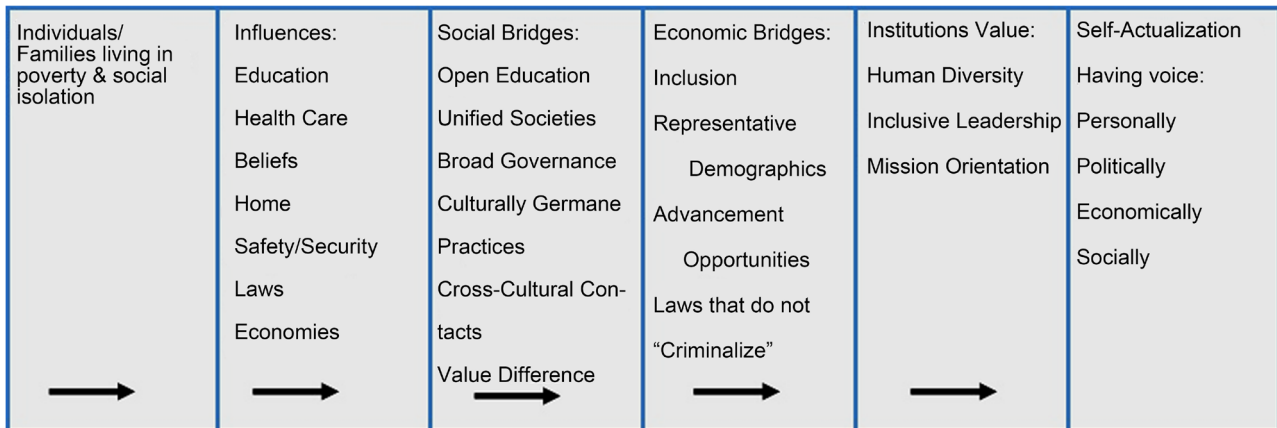 Individuals/
Families living in
poverty & social
isolation
Influences:
Education
Health Care
Beliefs
Home
Safety/Security
Laws
Economies
Social Bridges:
Open Education
Unified Societies
Broad Governance
Culturally Germane
Practices
Cross-Cultural Con-
tacts
Value Difference
Economic Bridges:
Inclusion
Representative
Demographics
Advancement
Opportunities
Laws that do not
“Criminalize”
Institutions Value:
Human Diversity
Inclusive Leadership
Mission Orientation
Self-Actualization
Having voice:
Personally
Politically
Economically
Socially